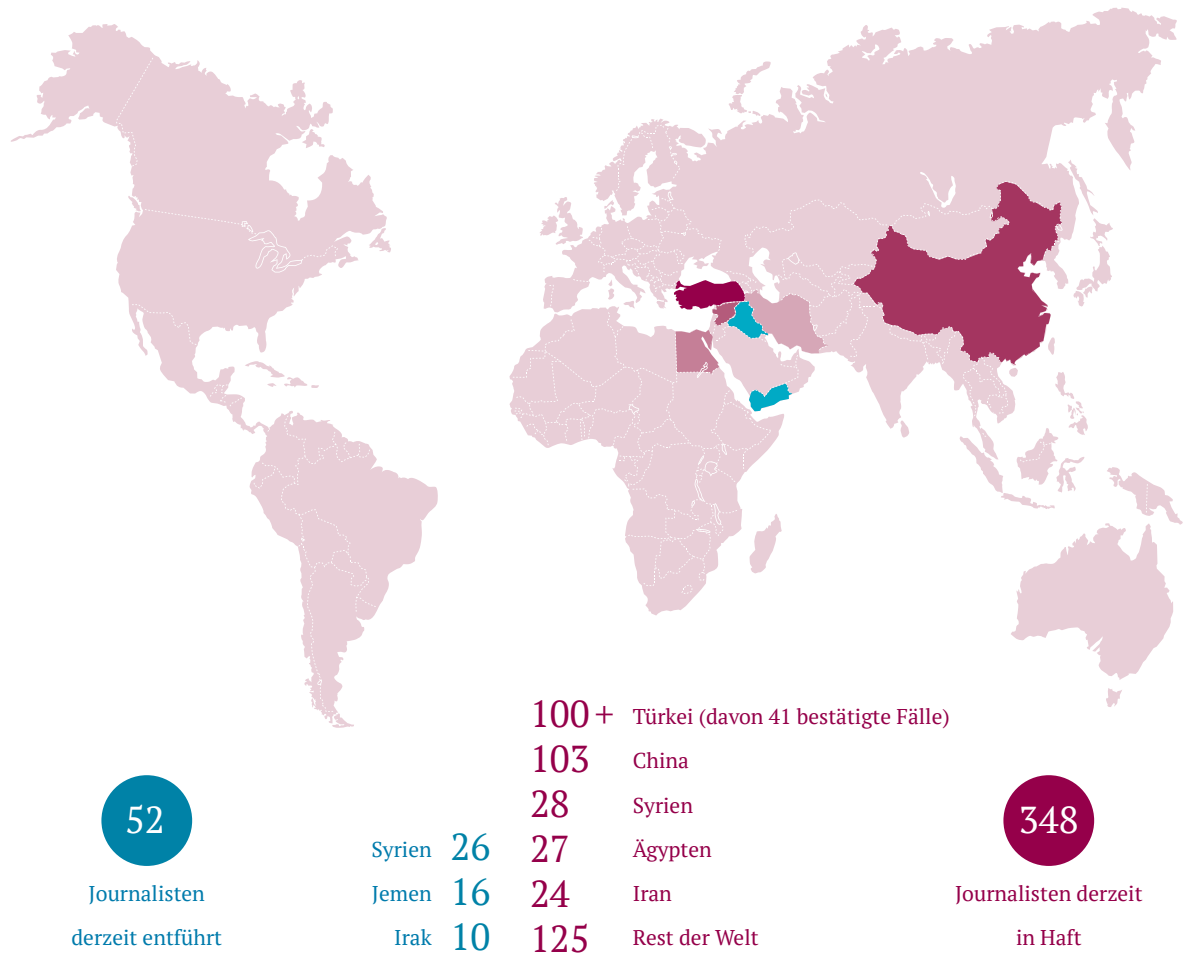 52
Journalisten
derzeit entführt
Syrien 26
Jemen 16
Irak 10
100+ Türkei (davon 41 bestätigte Fälle)
103 China
28 Syrien
27 Ägypten
24 Iran
125 Rest der Welt
348
Journalisten derzeit
in Haft